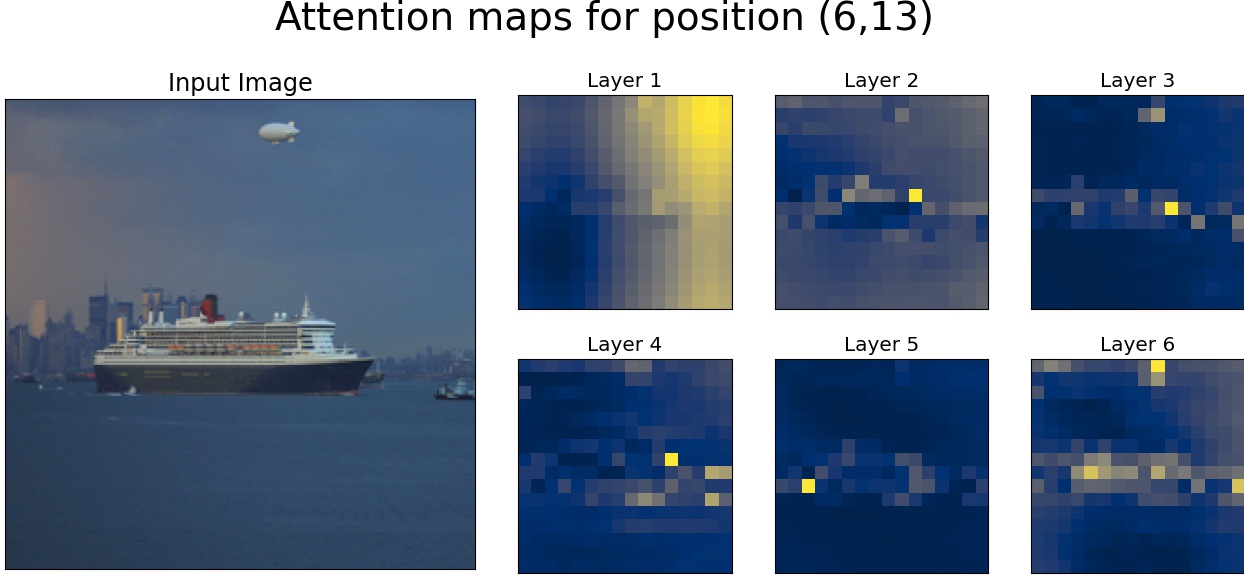 Attention maps for position (6,13)
Input Image
Layer 1
Layer 2
Layer 3
Layer 4
Layer 5
Layer 6